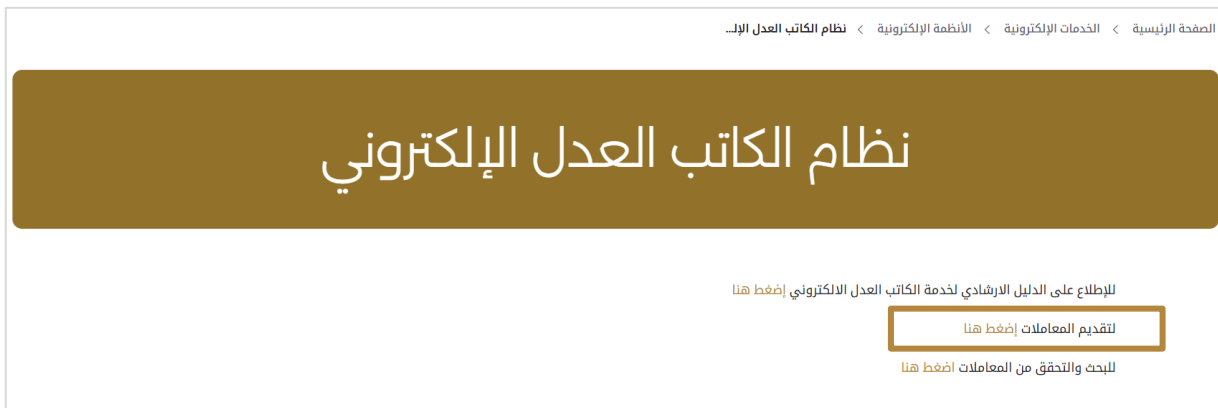 الصفحة الرئيسية > الخدمات الإلكترونية > الأنظمة الإلكترونية > نظام الكاتب العدل الإلـ...
نظام الكاتب العدل الإلكتروني
للإطلاع على الدليل الارشادي لخدمة الكاتب العدل الالكتروني إضغط هنا
لتقديم المعاملات إضغط هنا
للبحث والتحقق من المعاملات اضغط هنا